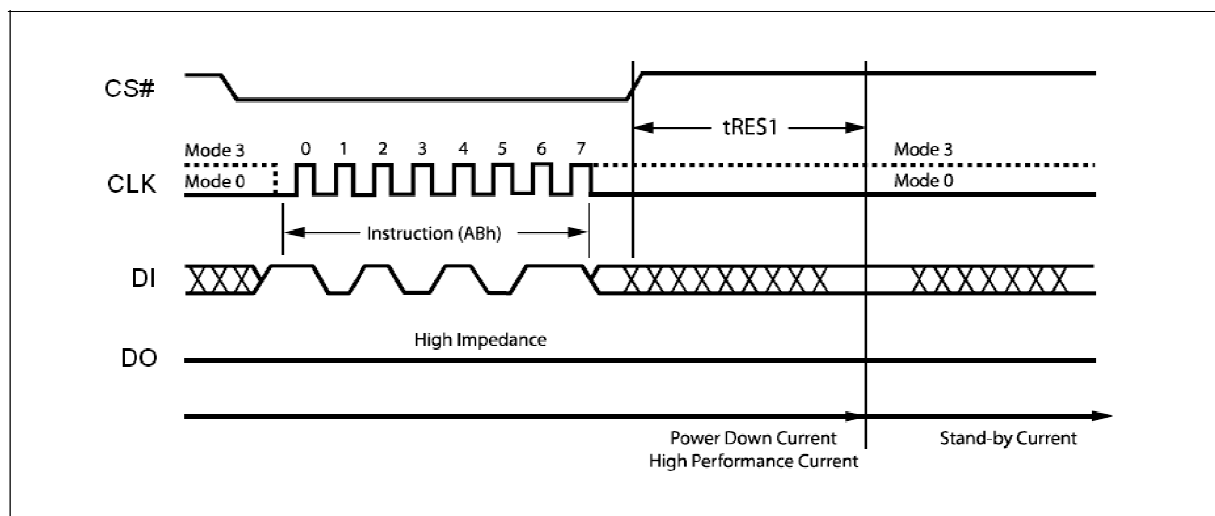 CS#
tRES1
Mode 3
0 1 2 3 4 5 6 7
Mode 3
CLK
Mode 0
Mode 0
Instruction (ABh)
DI
High Impedance
DO
Power Down Current
High Performance Current
Stand-by Current